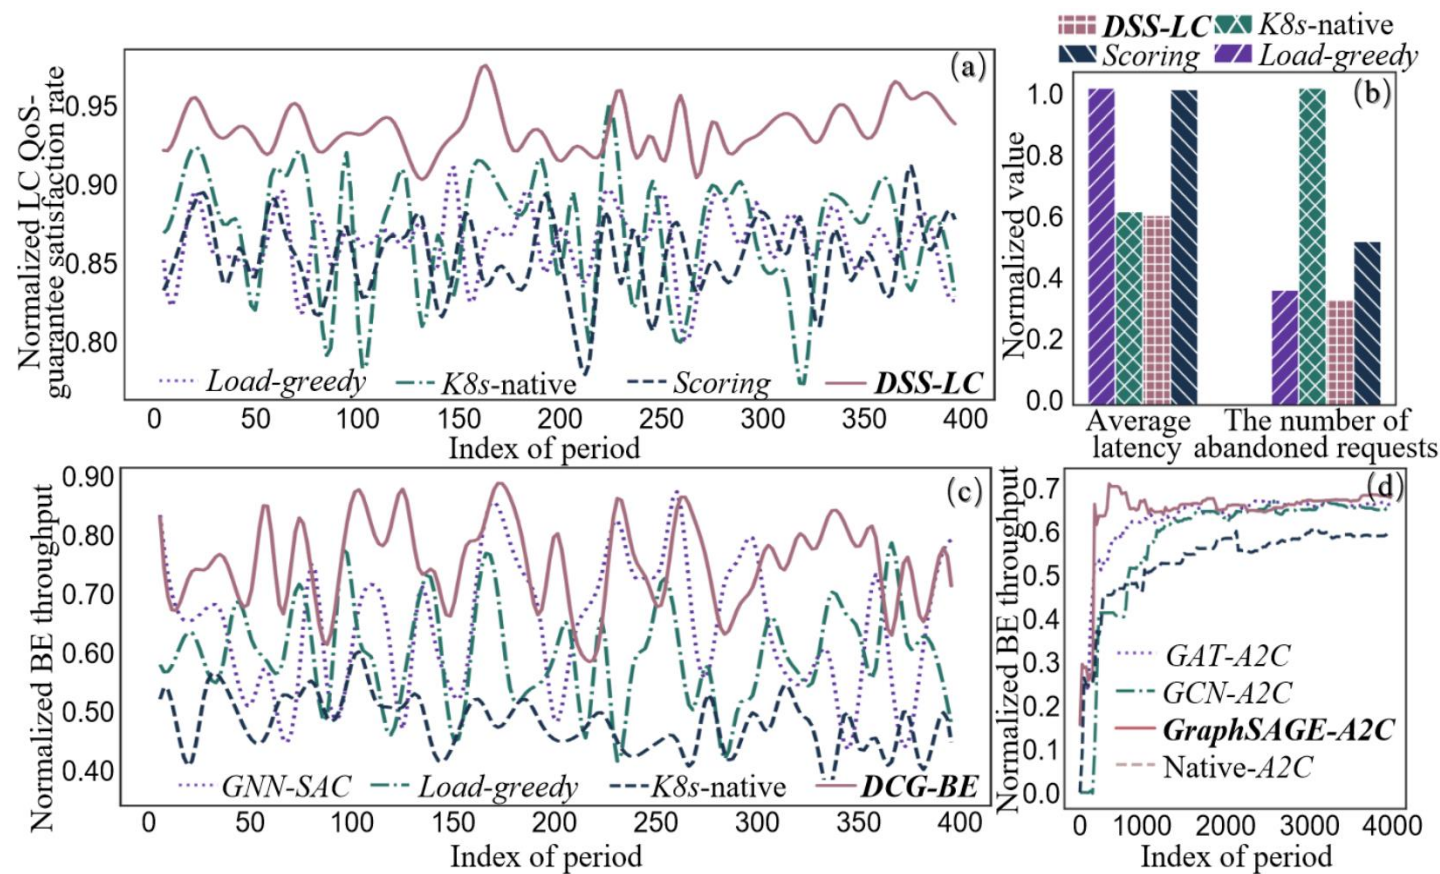 Normalized LC QoS-
guarantee satisfaction rate
0.95
0.90
0.85
0.80
(a)
Load-greedy K8s-native Scoring DSS-LC
0 50 100 150 200 250 300 350 400
Index of period
DSS-LC K8s-native
Scoring Load-greedy
(b)
Normalized value
1.0
0.8
0.6
0.4
0.2
0.0
Average
latency
The number of
abandoned requests
Normalized BE throughput
0.90
0.80
0.70
0.60
0.50
0.40
(c)
GNN-SAC Load-greedy K8s-native DCG-BE
0 50 100 150 200 250 300 350 400
Index of period
Normalized BE throughput
0.7
0.6
0.5
0.4
0.3
0.2
0.1
0.0
(d)
GAT-A2C
GCN-A2C
GraphSAGE-A2C
Native-A2C
0 1000 2000 3000 4000
Index of period